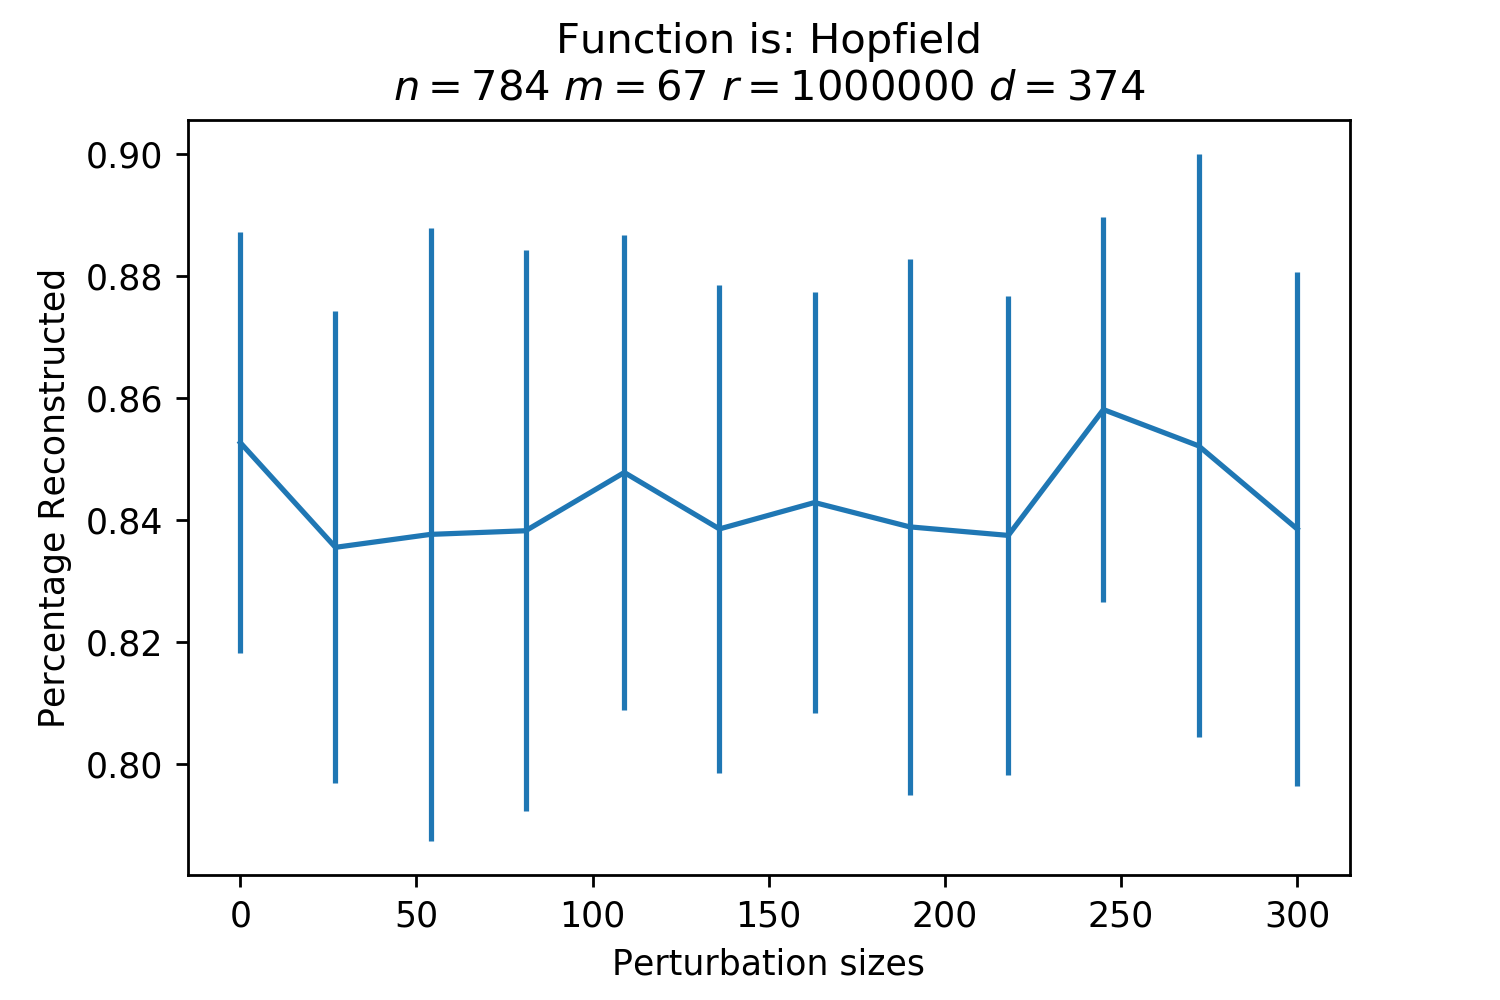 Function is: Hopfield
n = 784 m = 67 r = 1000000 d = 374
0.90
0.88
0.86
0.84
0.82
0.80
Percentage Reconstructed
0 50 100 150 200 250 300
Perturbation sizes